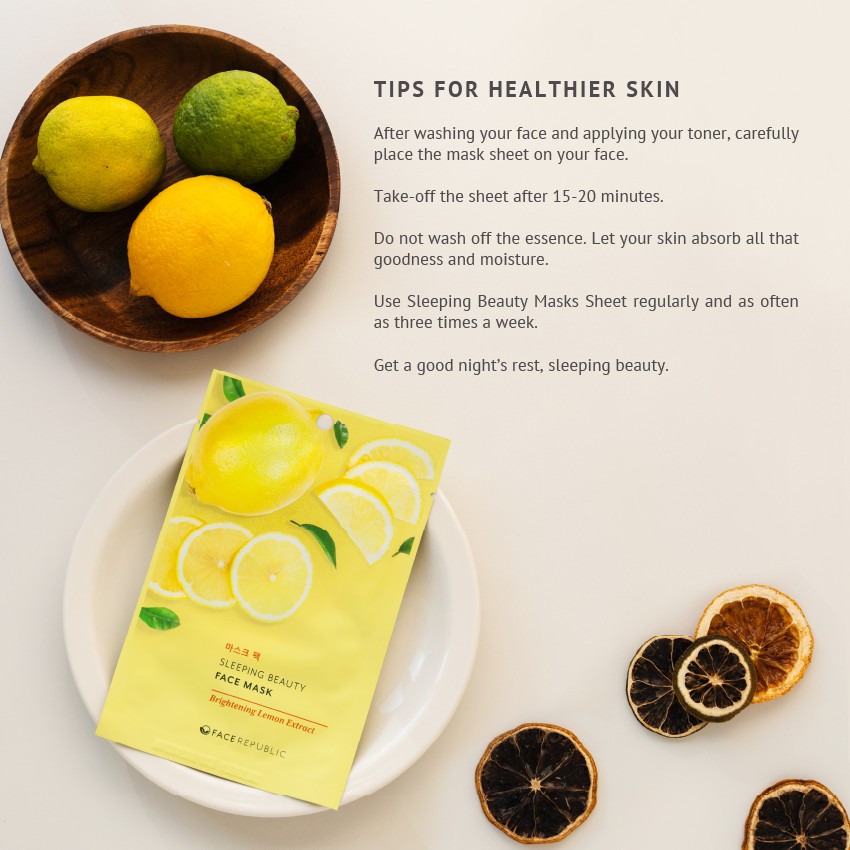 TIPS FOR HEALTHIER SKIN
After washing your face and applying your toner, carefully
place the mask sheet on your face.
Take-off the sheet after 15-20 minutes.
Do not wash off the essence. Let your skin absorb all that
goodness and moisture.
Use Sleeping Beauty Masks Sheet regularly and as often
as three times a week.
Get a good night’s rest, sleeping beauty.
마스크 팩
SLEEPING BEAUTY
FACE MASK
Brightening Lemon Extract
FACEREPUBLIC